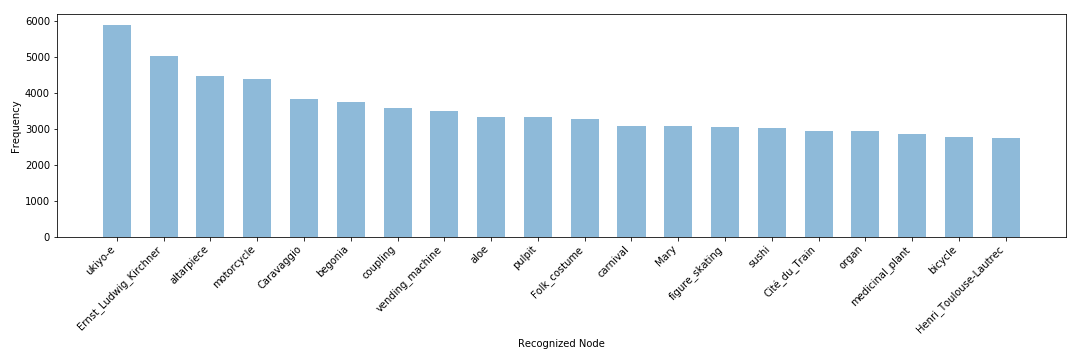 6000
5000
4000
3000
2000
1000
0
Frequency
ukiyo-e
Ernst_Ludwig_Kirchner
altarpiece
motorcycle
Caravaggio
begonia
coupling
vending_machine
aloe
pulpit
Folk_costume
carnival
Mary
figure_skating
sushi
Cité_du_Train
organ
medicinal_plant
bicycle
Henri_Toulouse-Lautrec
Recognized Node